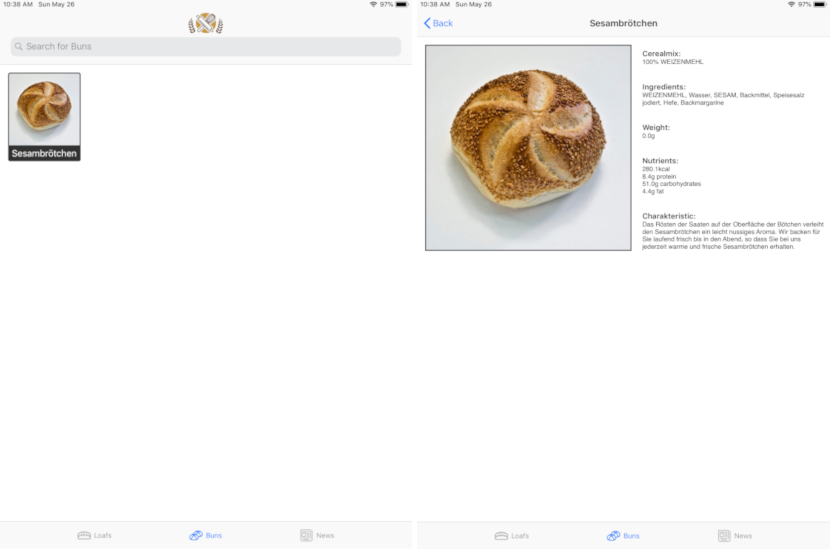 10:38 AM Sun May 26
97%
Search for Buns
Sesambrötchen
Loafs
Buns
News
10:38 AM Sun May 26
97%
Back
Sesambrötchen
Cerealmix:
100% WEIZENMEHL
Ingredients:
WEIZENMEHL, Wasser, SESAM, Backmittel, Speisesalz
jodiert, Hefe, Backmargarine
Weight:
0.0g
Nutrients:
280.1kcal
8.4g protein
51.0g carbohydrates
4.4g fat
Charakteristic:
Das Rösten der Saaten auf der Oberfläche der Bötchen verleiht
den Sesambrötchen ein leicht nussiges Aroma. Wir backen für
Sie laufend frisch bis in den Abend, so dass Sie bei uns
jederzeit warme und frische Sesambrötchen erhalten.
Loafs
Buns
News